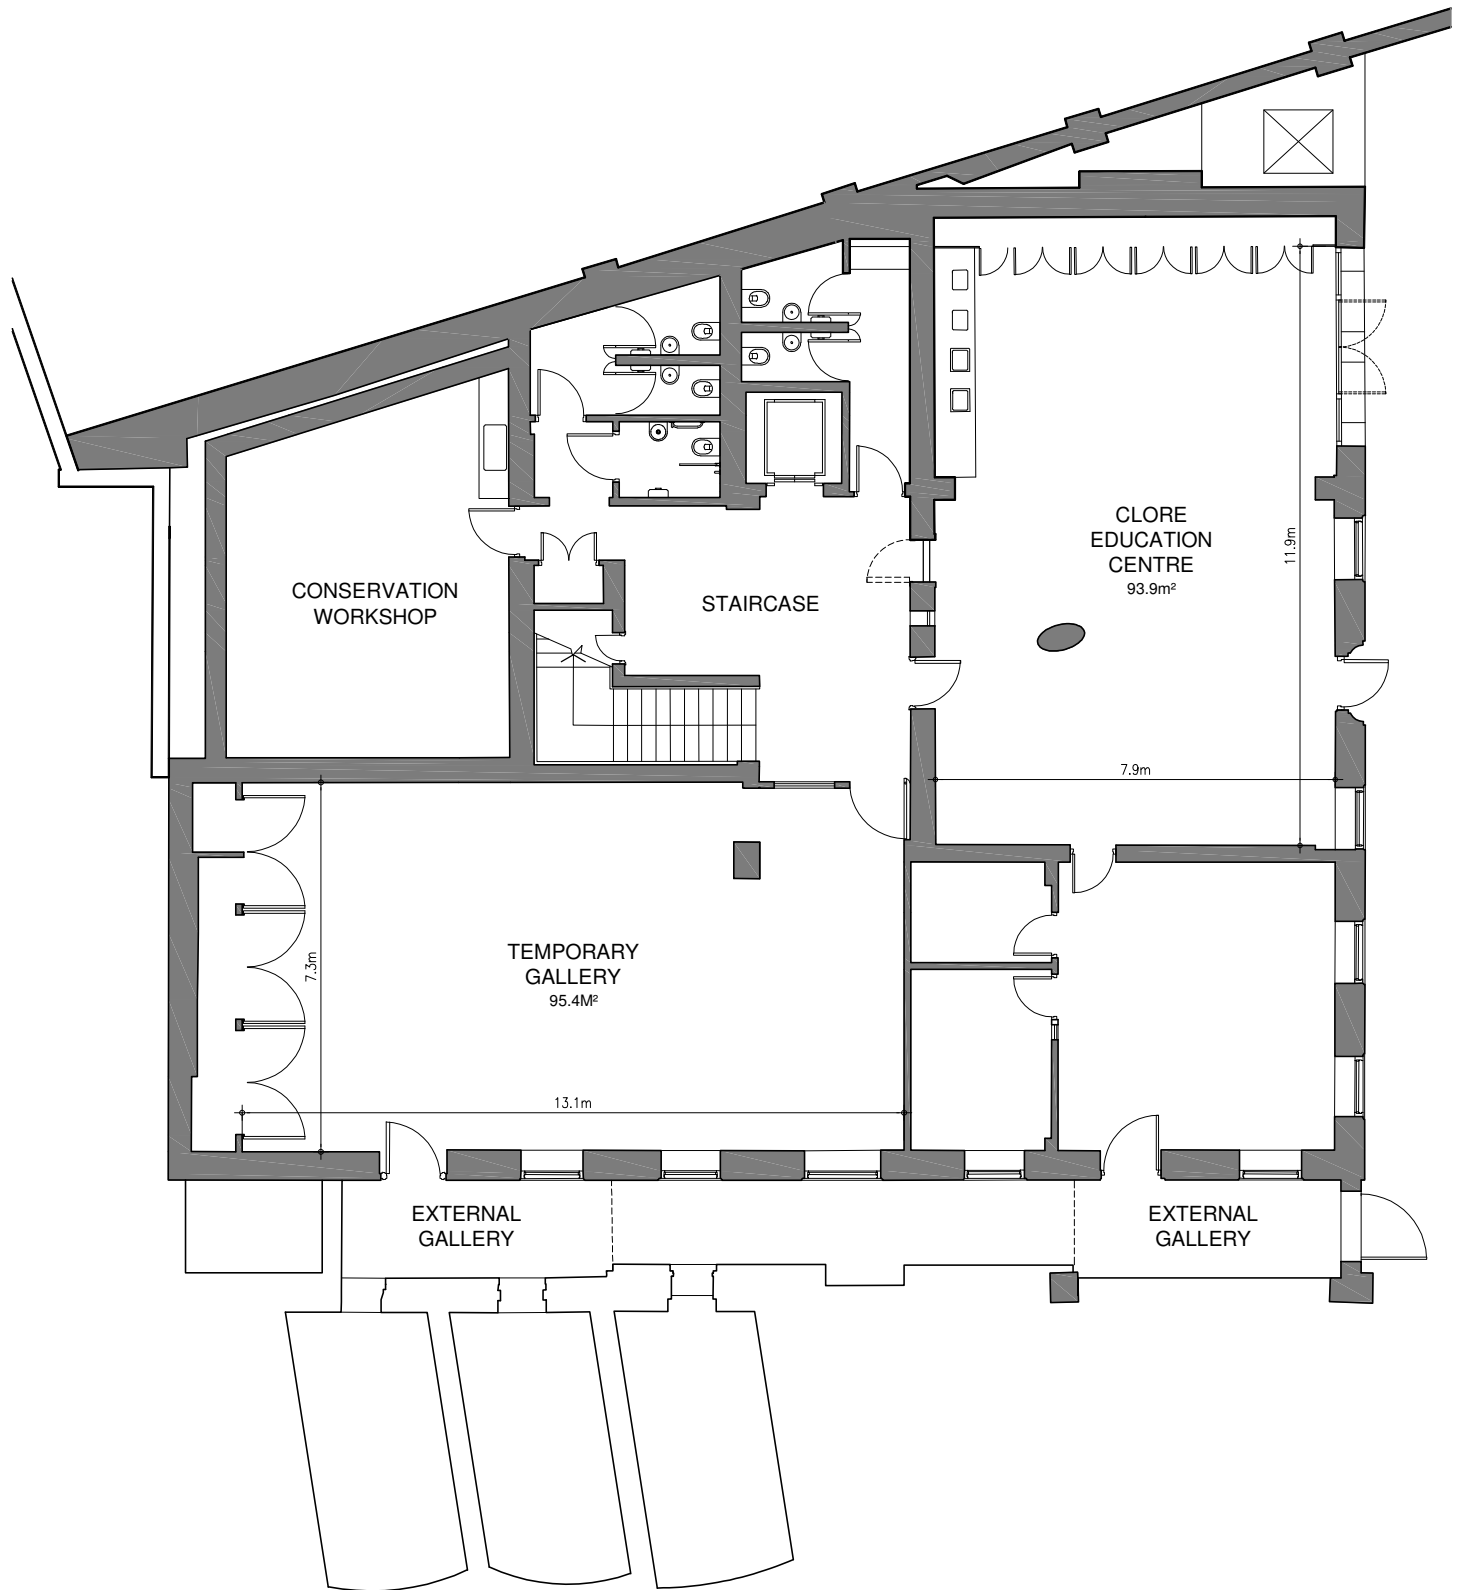 CLORE
EDUCATION
CENTRE
93.9m²
11.9m
7.9m
CONSERVATION
WORKSHOP
STAIRCASE
TEMPORARY
GALLERY
95.4M²
7.3m
13.1m
EXTERNAL
GALLERY
EXTERNAL
GALLERY